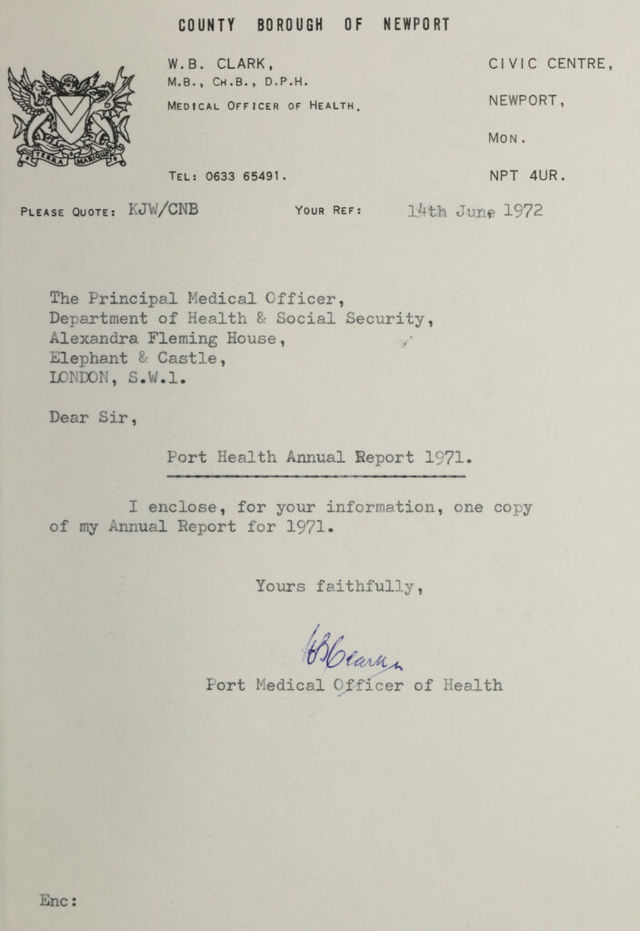 COUNTY BOROUGH OF NEWPORT
W.B. CLARK,
M.B., CH.B., D.P.H.
MEDICAL OFFICER OF HEALTH.
CIVIC CENTRE,
NEWPORT,
MON.
TERRA MARIQUE
TEL: 0633 65491.
NPT 4UR.
PLEASE QUOTE: KJW/CNB YOUR REF: 14th June 1972
The Principal Medical Officer,
Department of Health & Social Security,
Alexandra Fleming House,
Elephant & Castle,
LONDON, S.W.1.
Dear Sir,
Port Health Annual Report 1971.
I enclose, for your information, one copy
of my Annual Report for 1971.
Yours faithfully,
WBClark
Port Medical Officer of Health
Enc: